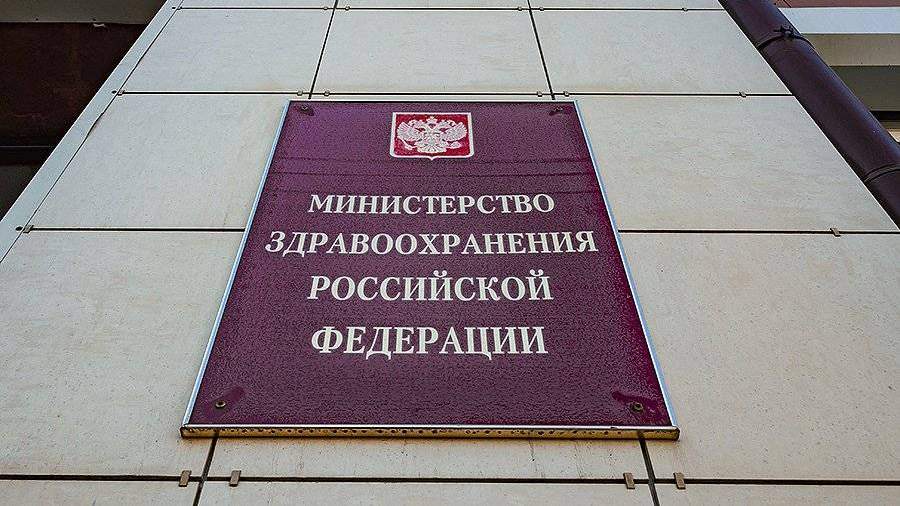 МИНИСТЕРСТВО
ЗДРАВООХРАНЕНИЯ
РОССИЙСКОЙ
ФЕДЕРАЦИИ